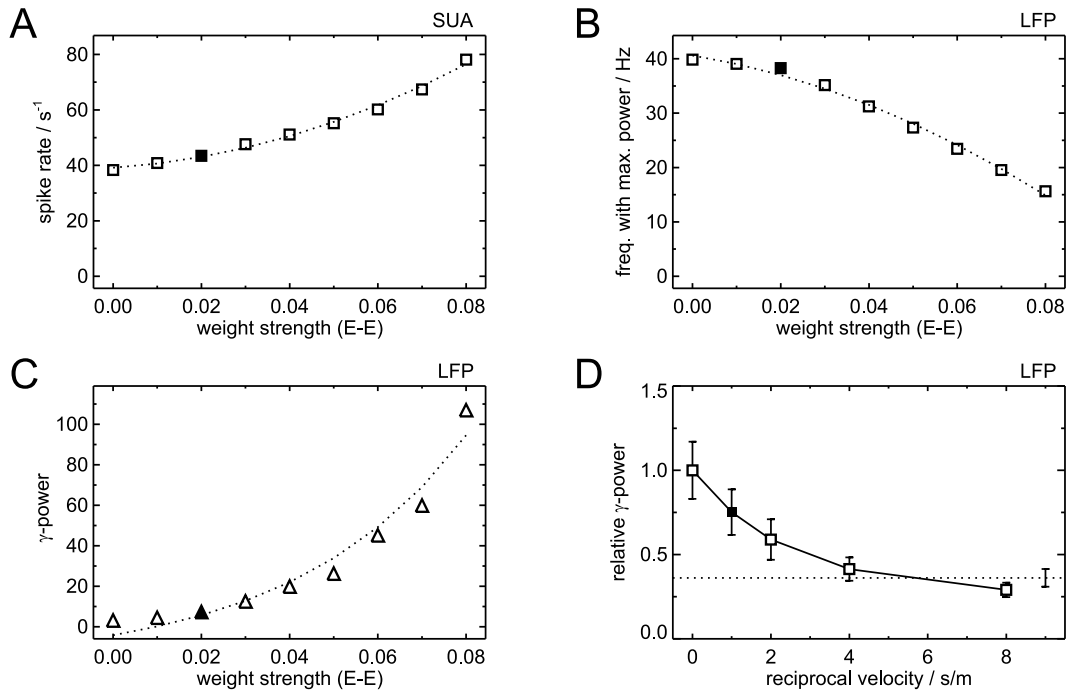 A
SUA
80
60
40
20
0
spike rate / s⁻¹
0.00 0.02 0.04 0.06 0.08
weight strength (E-E)
B
LFP
40
30
20
10
0
freq. with max. power / Hz
0.00 0.02 0.04 0.06 0.08
weight strength (E-E)
C
LFP
100
80
60
40
20
0
γ-power
0.00 0.02 0.04 0.06 0.08
weight strength (E-E)
D
LFP
1.5
1.0
0.5
0.0
relative γ-power
0 2 4 6 8
reciprocal velocity / s/m